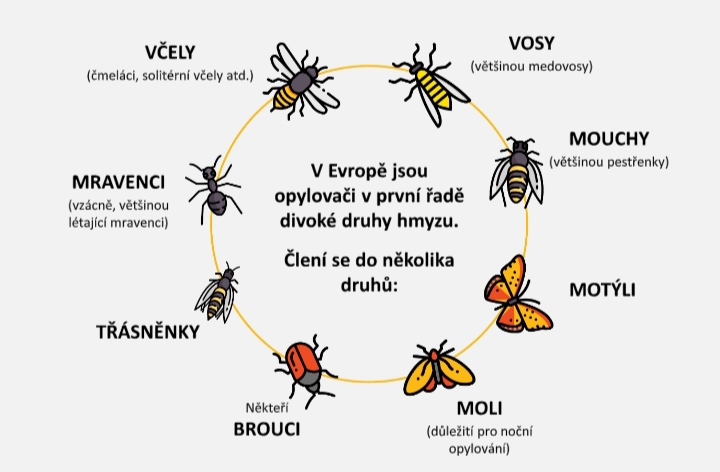 V Evropě jsou
opylovači v první řadě
divoké druhy hmyzu.
Člení se do několika
druhů:
VČELY
(čmeláci, solitérní včely atd.)
VOSY
(většinou medovosy)
MOUCHY
(většinou pestřenky)
MOTÝLI
MOLI
(důležití pro noční
opylování)
Někteří
BROUCI
TŘÁSNĚNKY
MRAVENCI
(vzácně, většinou
létající mravenci)